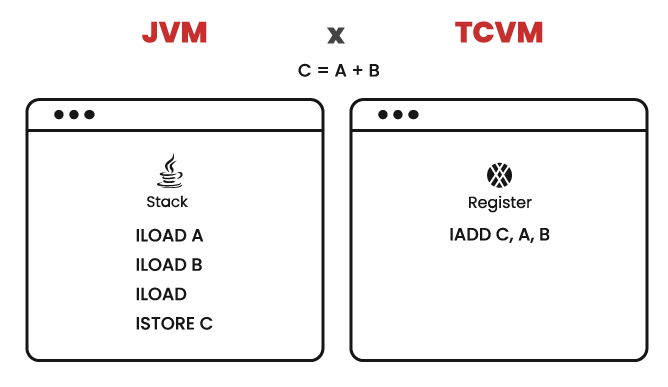 JVM x TCVM
C = A + B
Stack
ILOAD A
ILOAD B
ILOAD
ISTORE C
Register
IADD C, A, B